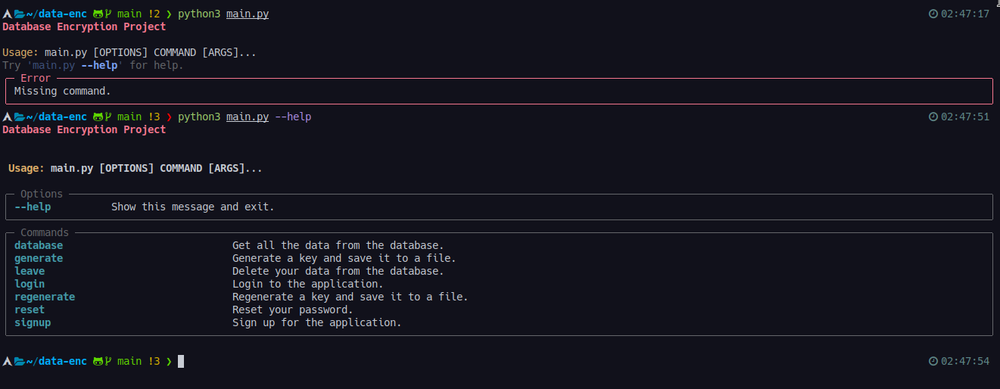 ~/data-enc main !2 ❯ python3 main.py 02:47:17
Database Encryption Project
Usage: main.py [OPTIONS] COMMAND [ARGS]...
Try 'main.py --help' for help.
Error
Missing command.
~/data-enc main !3 ❯ python3 main.py --help 02:47:51
Database Encryption Project
Usage: main.py [OPTIONS] COMMAND [ARGS]...
Options
--help Show this message and exit.
Commands
database Get all the data from the database.
generate Generate a key and save it to a file.
leave Delete your data from the database.
login Login to the application.
regenerate Regenerate a key and save it to a file.
reset Reset your password.
signup Sign up for the application.
~/data-enc main !3 ❯ 02:47:54